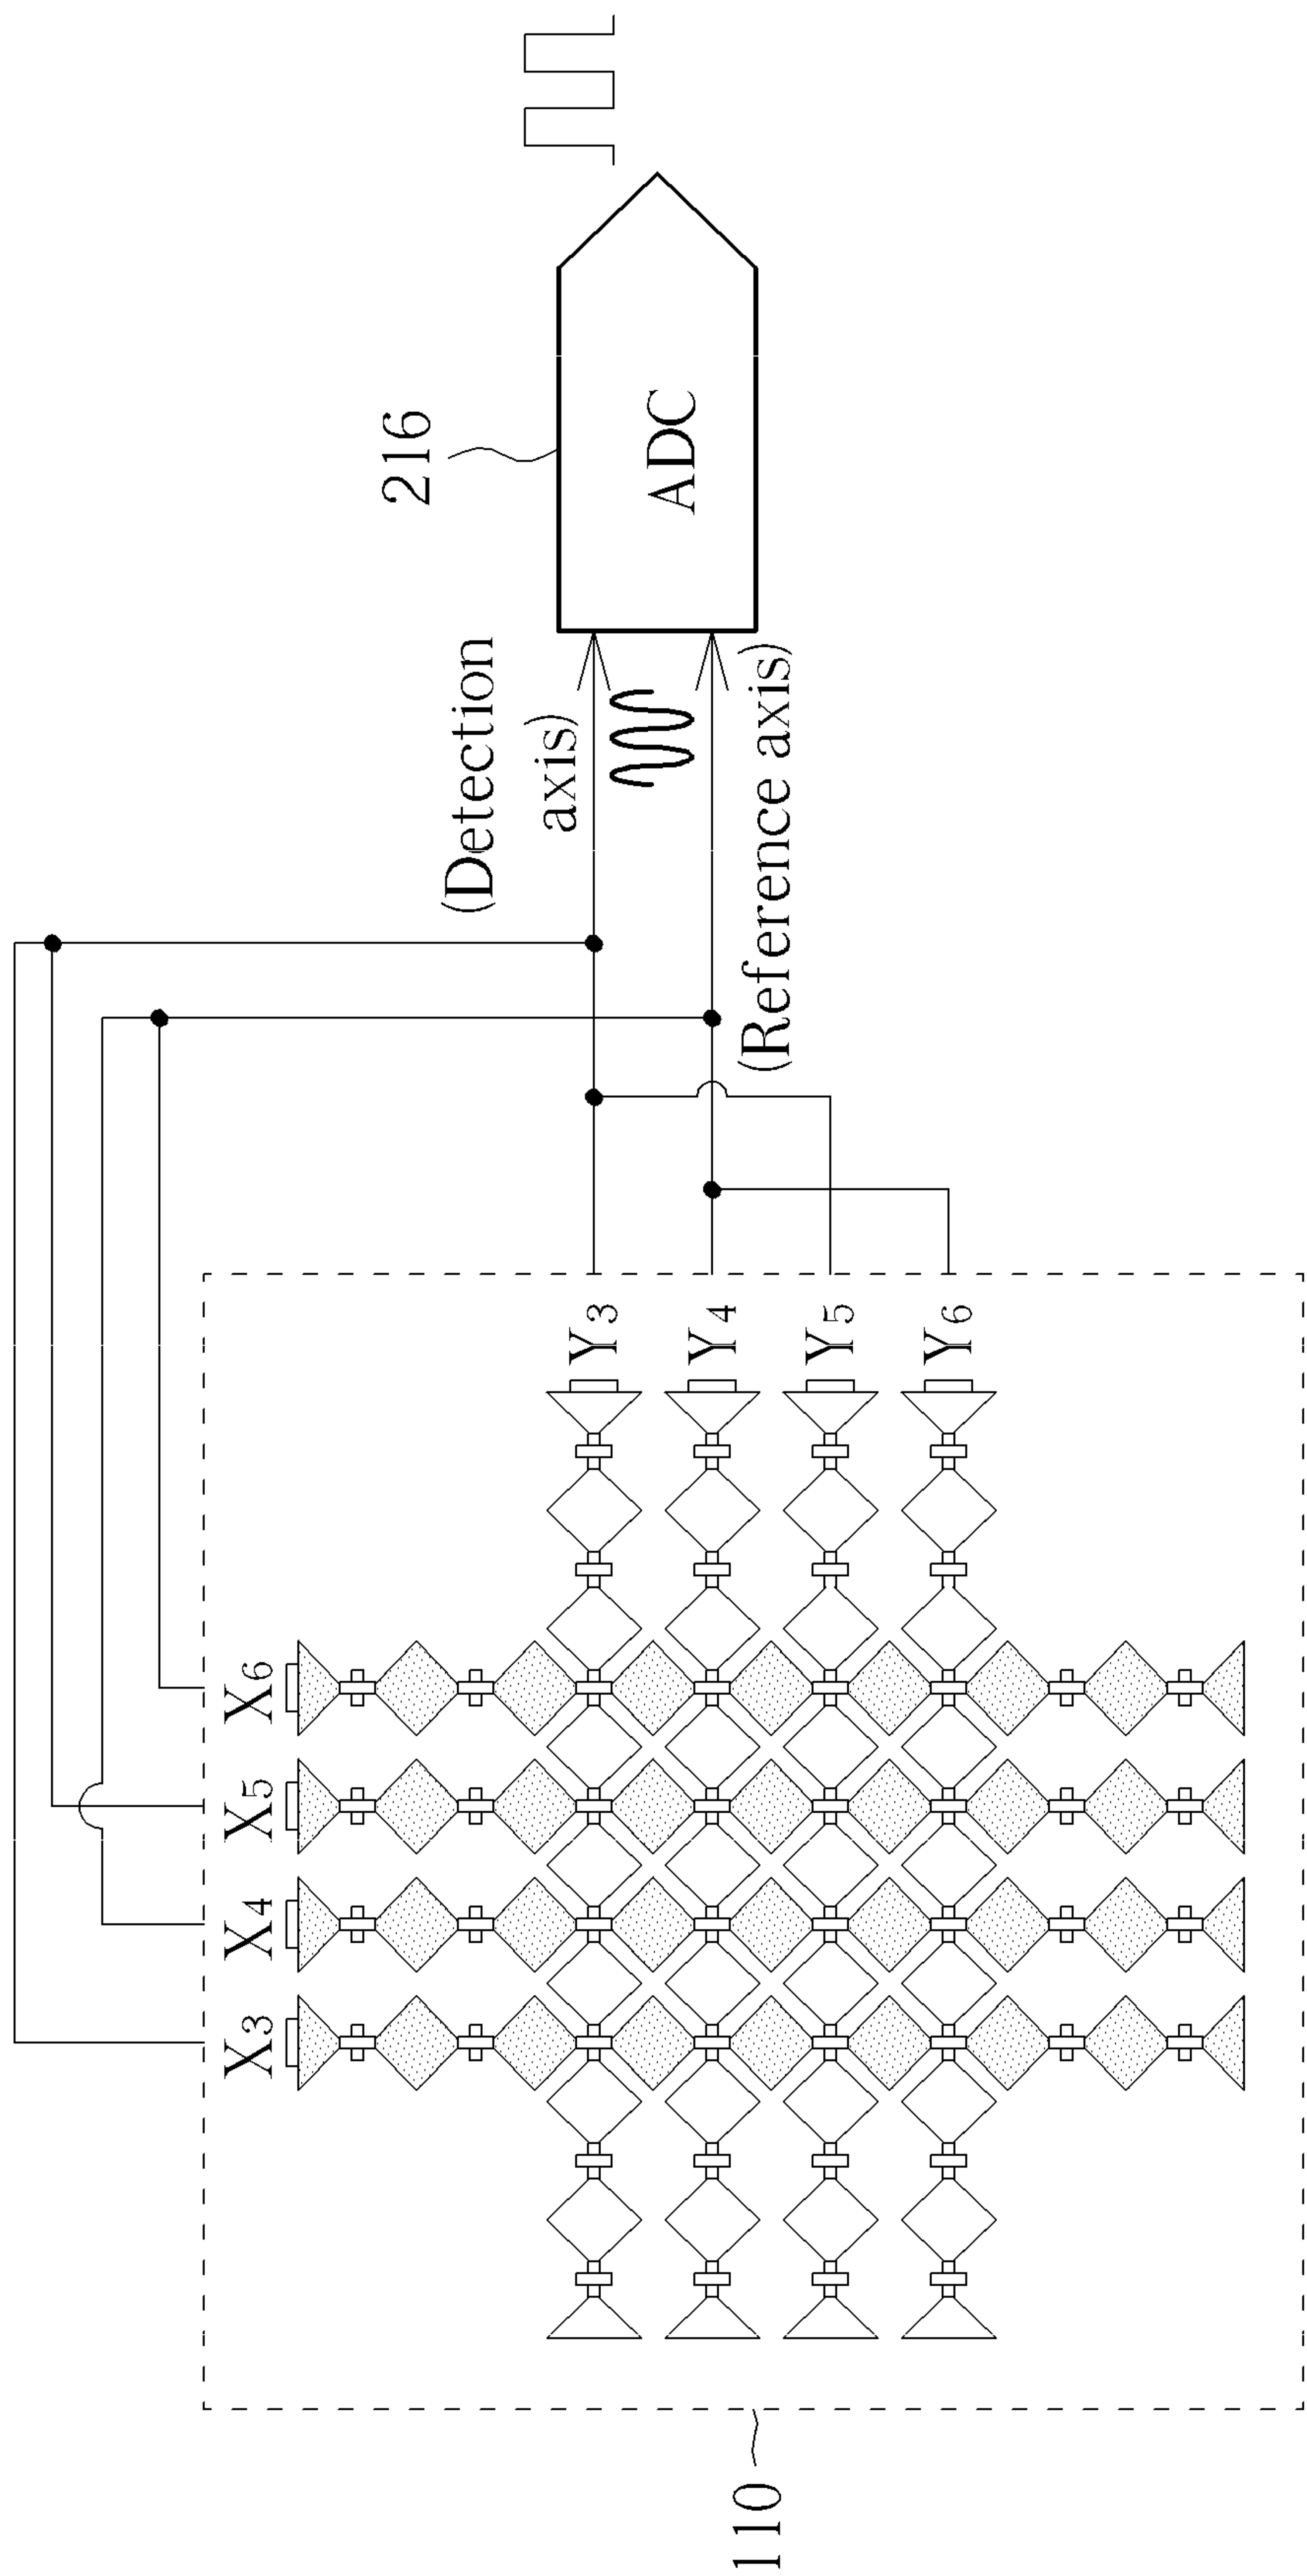 110
X3 X4 X5 X6
Y3
Y4
Y5
Y6
(Detection
axis)
(Reference axis)
216
ADC